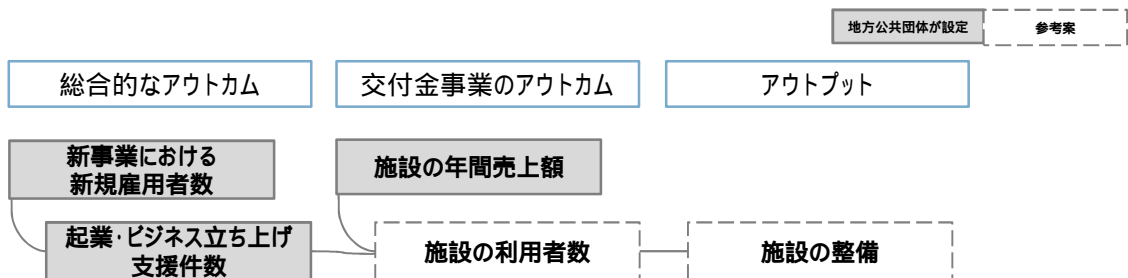 地方公共団体が設定
参考案
総合的なアウトカム
交付金事業のアウトカム
アウトプット
新事業における
新規雇用者数
施設の年間売上額
起業・ビジネス立ち上げ
支援件数
施設の利用者数
施設の整備